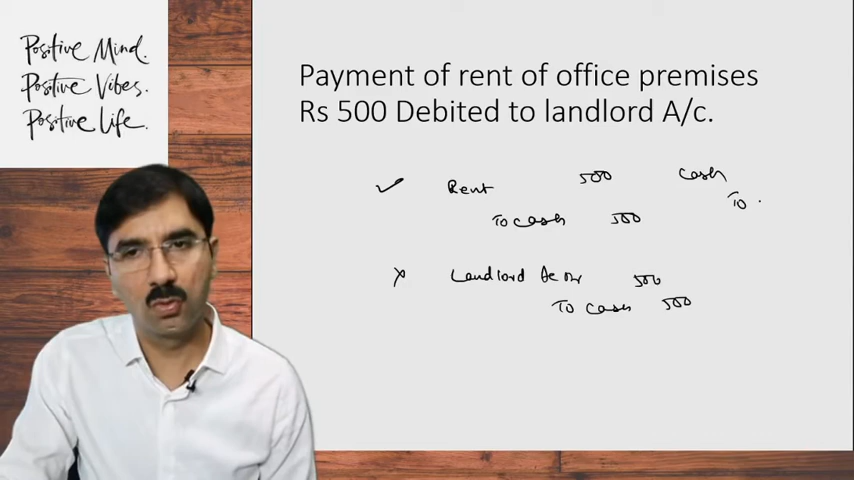 Positive Mind.
Positive Vibes.
Positive Life.
Payment of rent of office premises
Rs 500 Debited to landlord A/c.
✓ Rent 500 cash
To cash 500 To
x Landlord 500
To cash 500